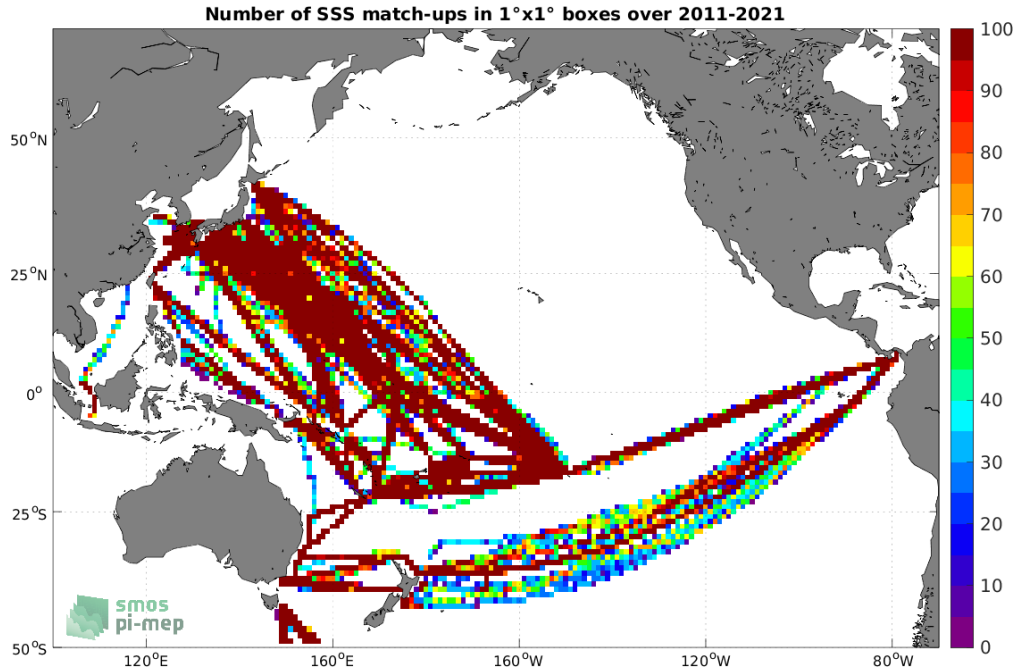 Number of SSS match-ups in 1°x1° boxes over 2011-2021
100
90
80
70
60
50
40
30
20
10
0
50°N
25°N
0°
25°S
50°S
120°E
160°E
160°W
120°W
80°W
smos
pi-mep